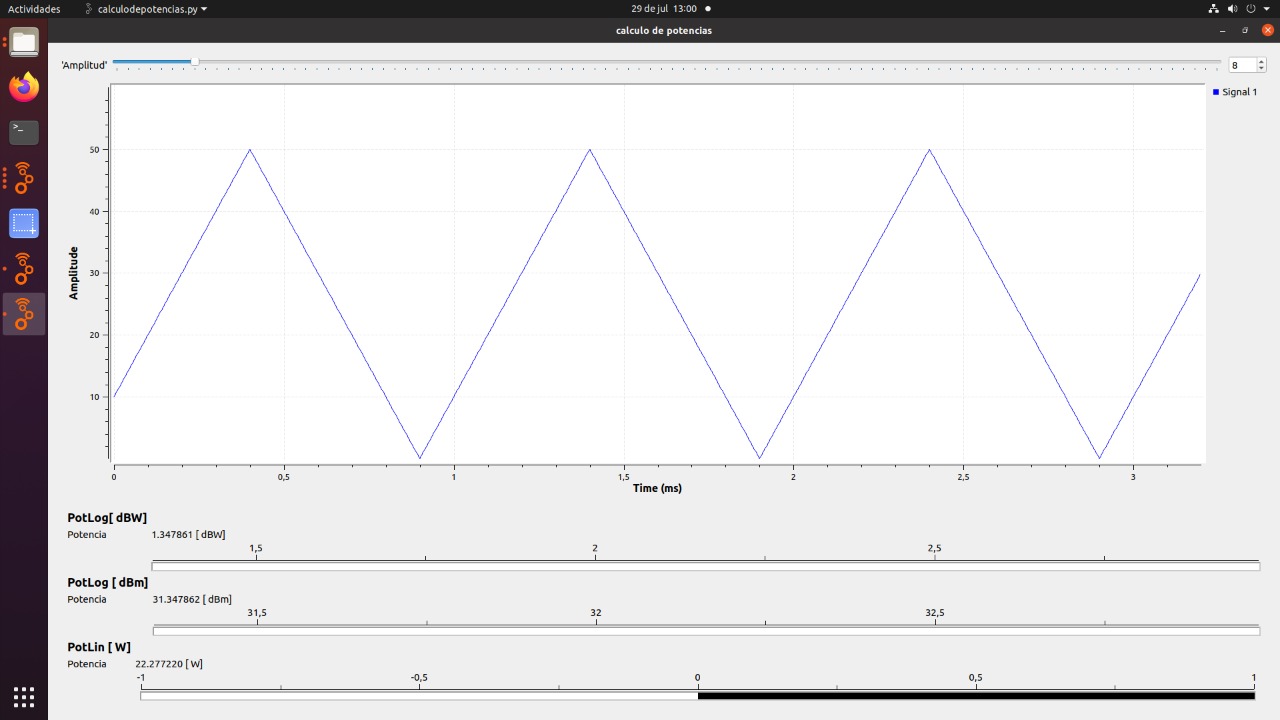 Actividades calculodepotencias.py 29 de jul 13:00
calculo de potencias
'Amplitud' 8
Signal 1
50
40
30
20
10
Amplitude
0 0,5 1 1,5 2 2,5 3
Time (ms)
PotLog[ dBW]
Potencia 1.347861 [ dBW]
1,5 2 2,5
PotLog [ dBm]
Potencia 31.347862 [ dBm]
31,5 32 32,5
PotLin [ W]
Potencia 22.277220 [ W]
-1 -0,5 0 0,5 1